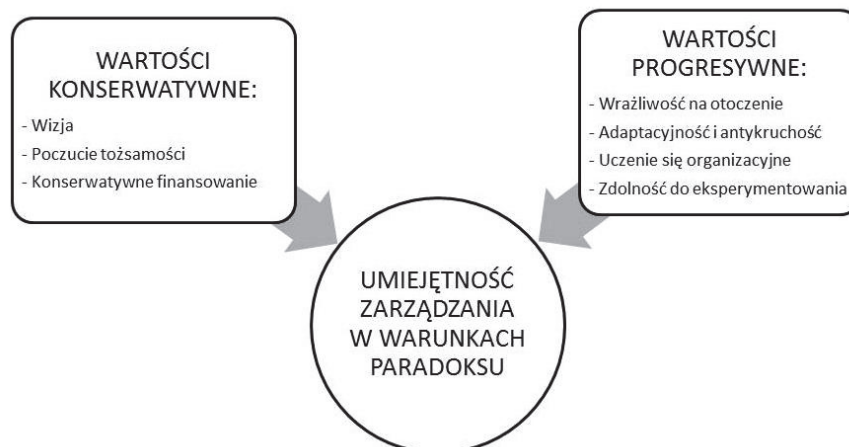 WARTOŚCI
KONSERWATYWNE:
- Wizja
- Poczucie tożsamości
- Konserwatywne finansowanie
WARTOŚCI
PROGRESYWNE:
- Wrażliwość na otoczenie
- Adaptacyjność i antykruchość
- Uczenie się organizacyjne
- Zdolność do eksperymentowania
UMIEJĘTNOŚĆ
ZARZĄDZANIA
W WARUNKACH
PARADOKSU